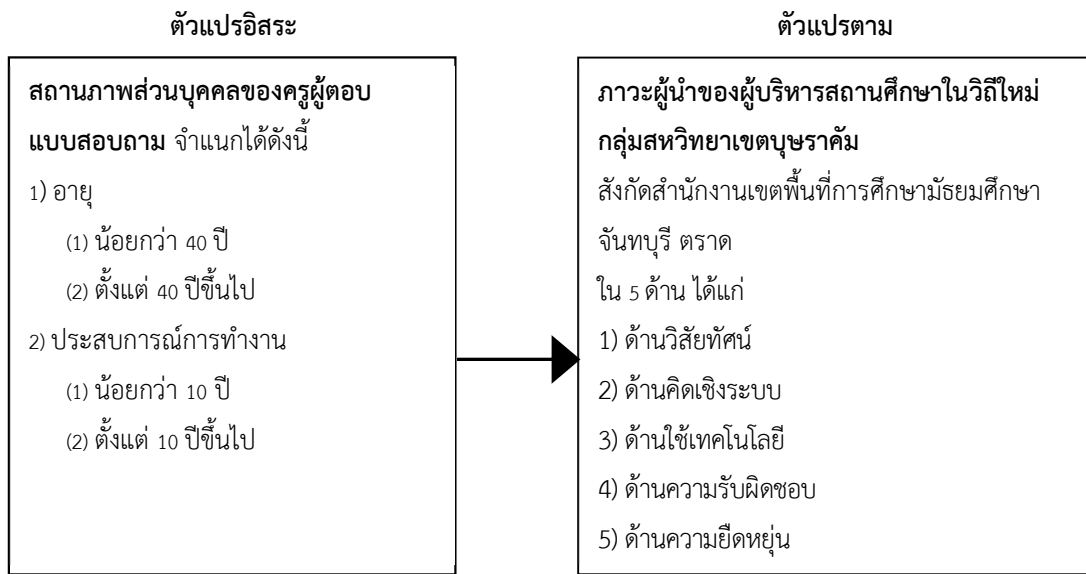 ตัวแปรอิสระ
สถานภาพส่วนบุคคลของครูผู้ตอบ
แบบสอบถาม จำแนกได้ดังนี้
1) อายุ
(1) น้อยกว่า 40 ปี
(2) ตั้งแต่ 40 ปีขึ้นไป
2) ประสบการณ์การทำงาน
(1) น้อยกว่า 10 ปี
(2) ตั้งแต่ 10 ปีขึ้นไป
ตัวแปรตาม
ภาวะผู้นำของผู้บริหารสถานศึกษาในวิถีใหม่
กลุ่มสหวิทยาเขตบุษราคัม
สังกัดสำนักงานเขตพื้นที่การศึกษามัธยมศึกษา
จันทบุรี ตราด
ใน 5 ด้าน ได้แก่
1) ด้านวิสัยทัศน์
2) ด้านคิดเชิงระบบ
3) ด้านใช้เทคโนโลยี
4) ด้านความรับผิดชอบ
5) ด้านความยืดหยุ่น